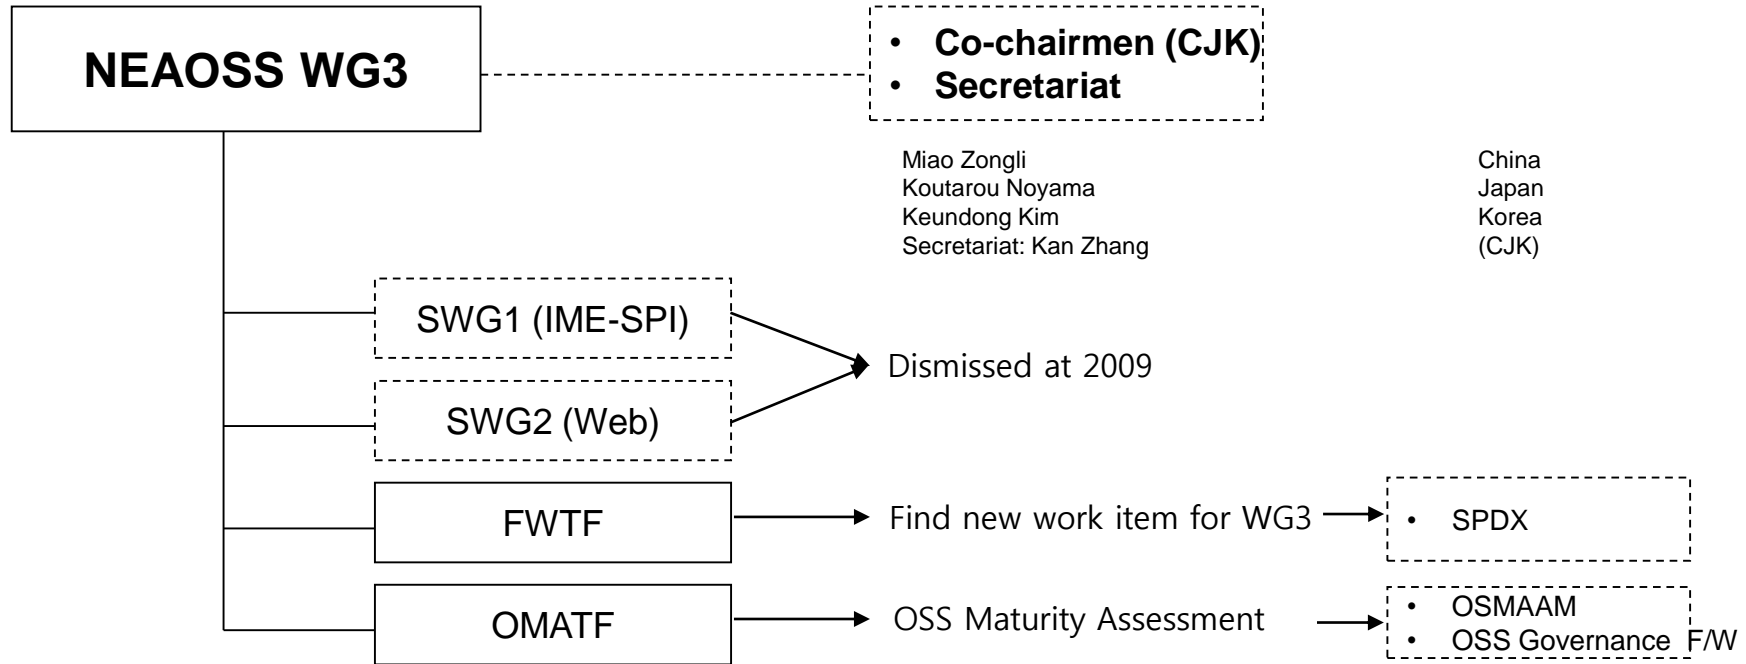 NEAOSS WG3
• Co-chairmen (CJK)
• Secretariat
Miao Zongli China
Koutarou Noyama Japan
Keundong Kim Korea
Secretariat: Kan Zhang (CJK)
SWG1 (IME-SPI)
Dismissed at 2009
SWG2 (Web)
FWTF
Find new work item for WG3
• SPDX
OMATF
OSS Maturity Assessment
• OSMAAM
• OSS Governance F/W